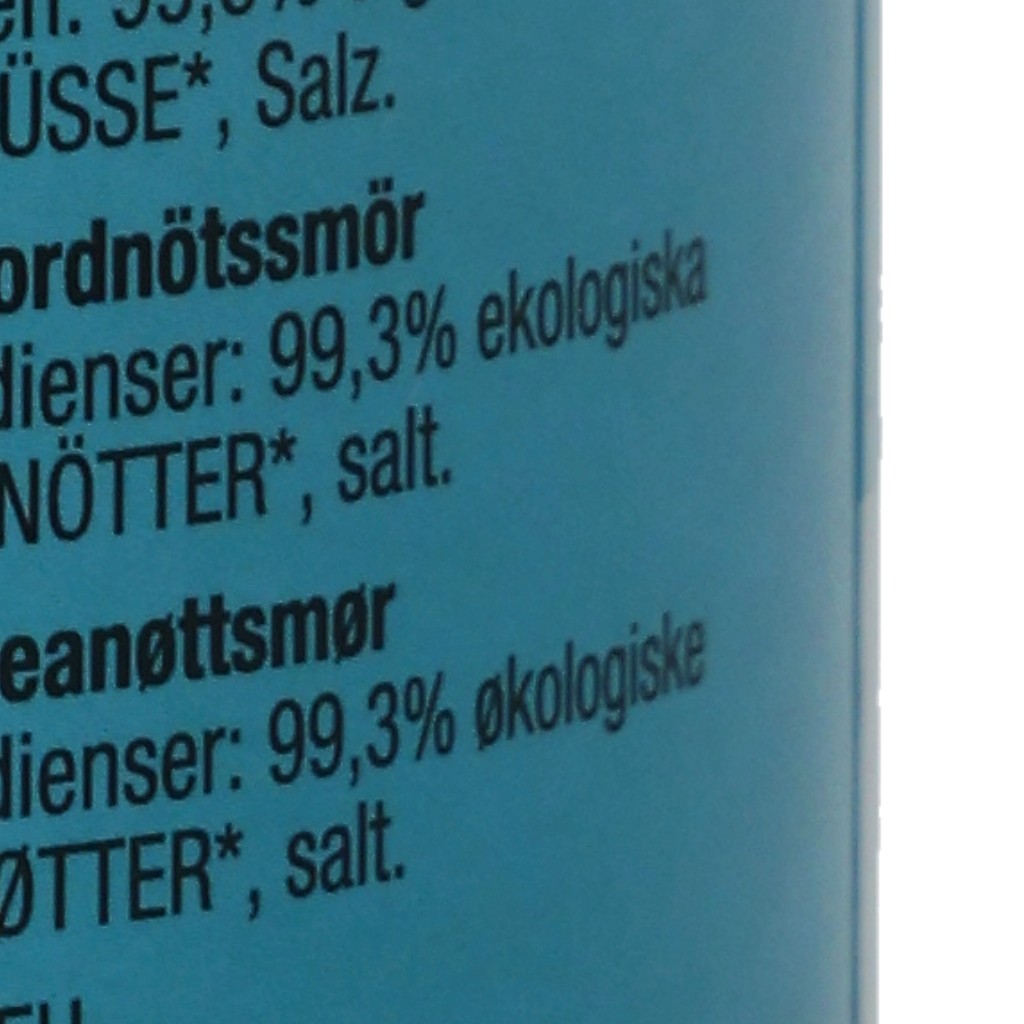 ÜSSE*, Salz.
ordnötssmör
dienser: 99,3% ekologiska
NÖTTER*, salt.
eanøttsmør
dienser: 99,3% økologiske
ØTTER*, salt.